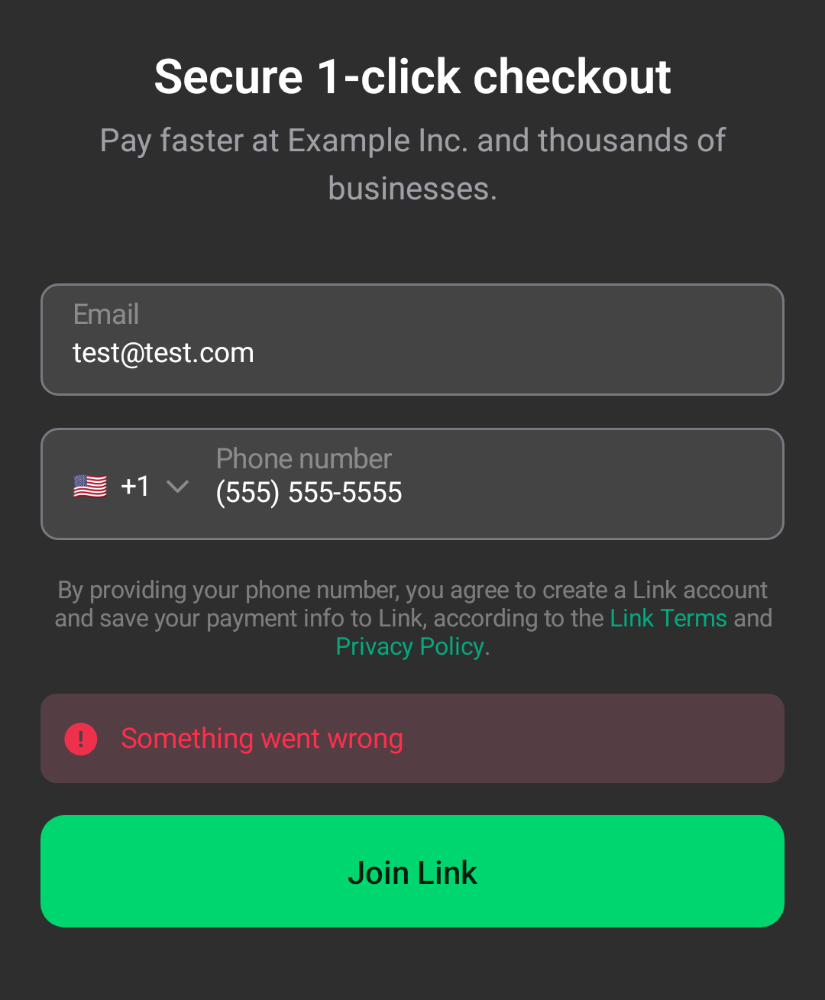 Secure 1-click checkout
Pay faster at Example Inc. and thousands of
businesses.
Email
test@test.com
Phone number
+1
(555) 555-5555
By providing your phone number, you agree to create a Link account
and save your payment info to Link, according to the Link Terms and
Privacy Policy.
Something went wrong
Join Link